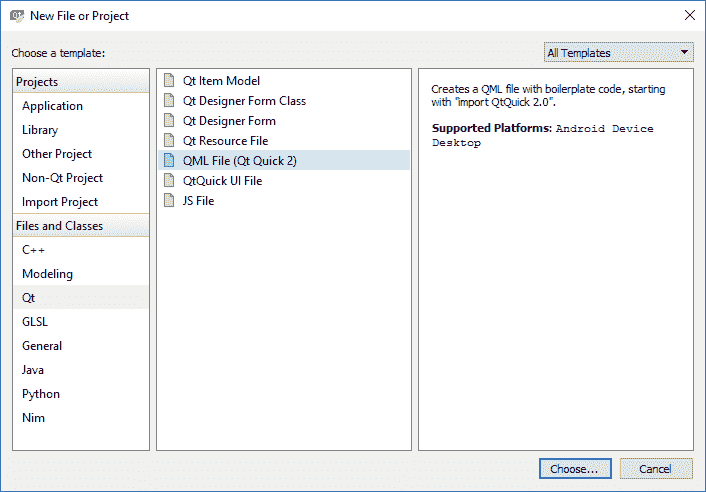 New File or Project
Choose a template:
All Templates
Projects
Application
Library
Other Project
Non-Qt Project
Import Project
Files and Classes
C++
Modeling
Qt
GLSL
General
Java
Python
Nim
Qt Item Model
Qt Designer Form Class
Qt Designer Form
Qt Resource File
QML File (Qt Quick 2)
QtQuick UI File
JS File
Creates a QML file with boilerplate code, starting
with "import QtQuick 2.0".
Supported Platforms: Android Device
Desktop
Choose...
Cancel